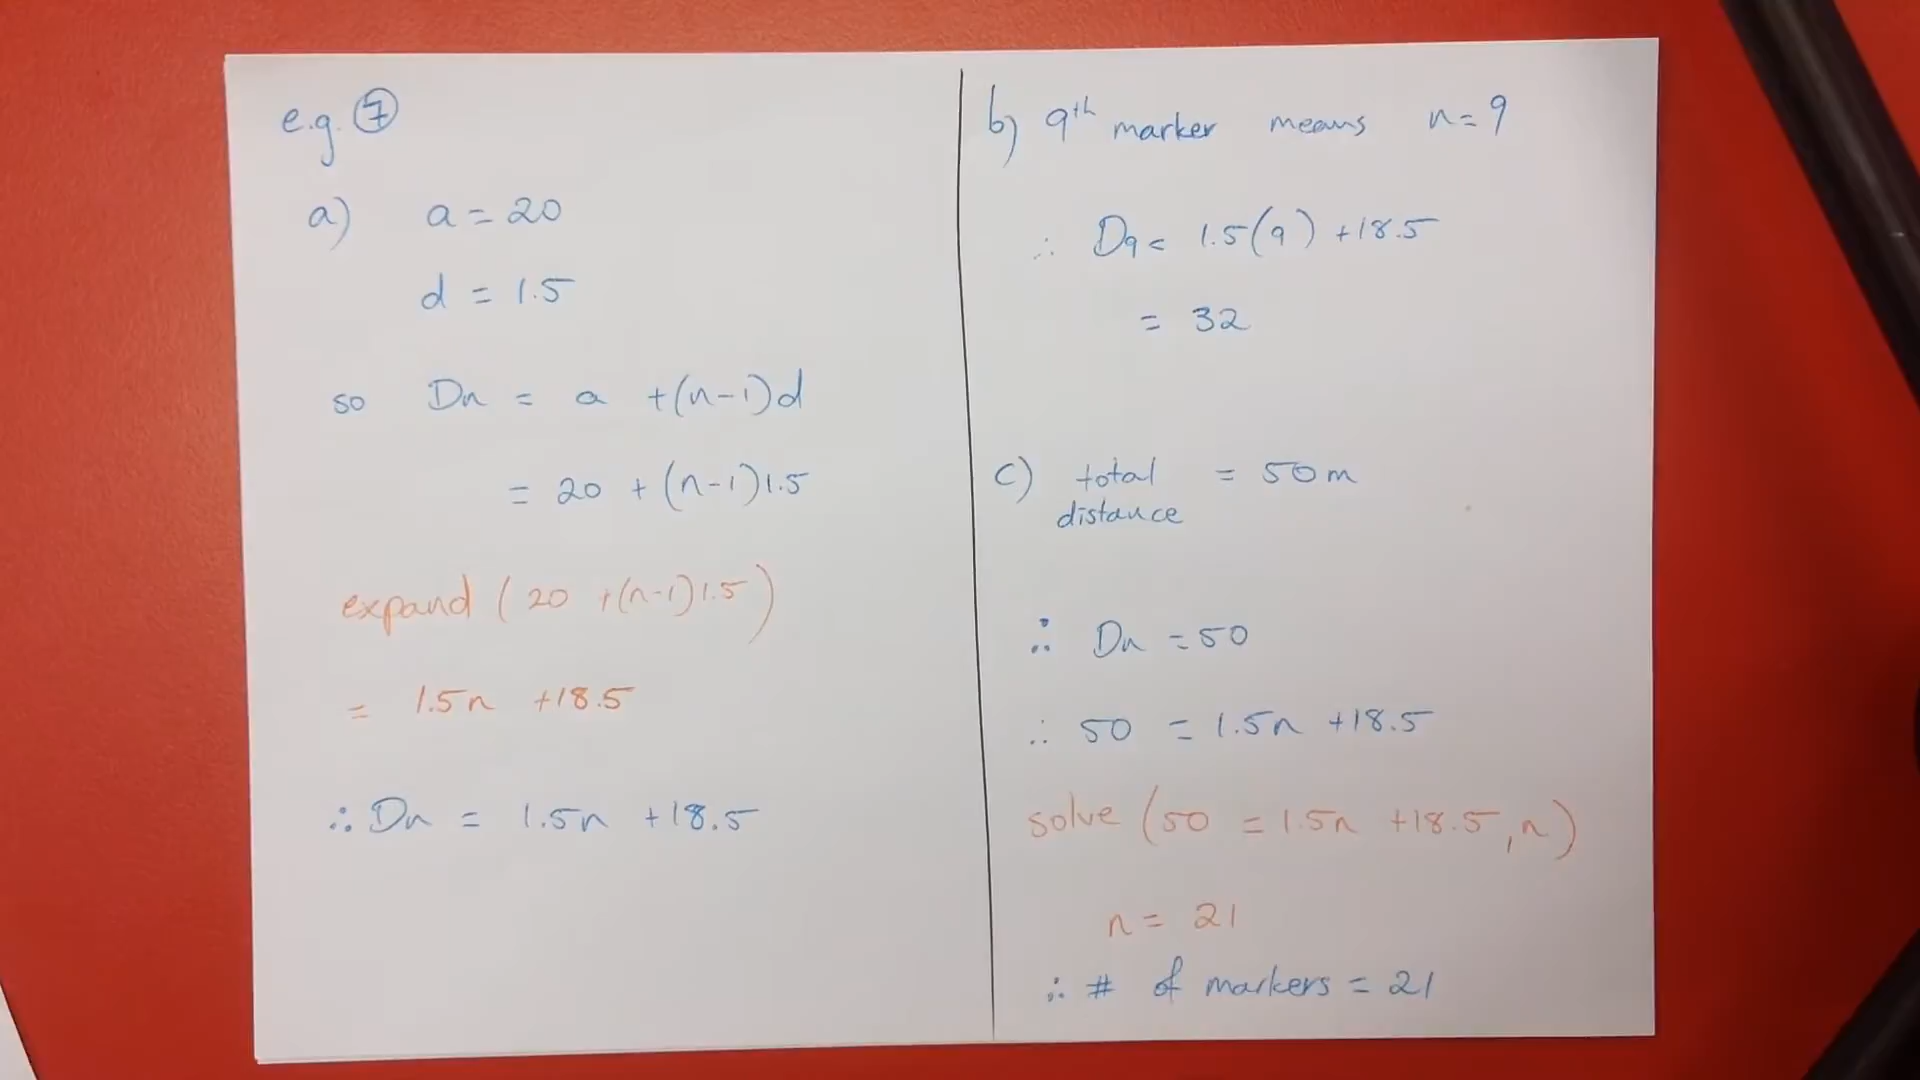 e.g. ⑦
a) a = 20
d = 1.5
so Dn = a +(n-1)d
= 20 + (n-1)1.5
expand (20 +(n-1)1.5)
= 1.5n +18.5
∴ Dn = 1.5n +18.5
b) 9th marker means n=9
∴ D9 = 1.5(9) +18.5
= 32
c) total distance = 50m
∴ Dn = 50
∴ 50 = 1.5n +18.5
solve (50 = 1.5n +18.5, n)
n = 21
∴ # of markers = 21